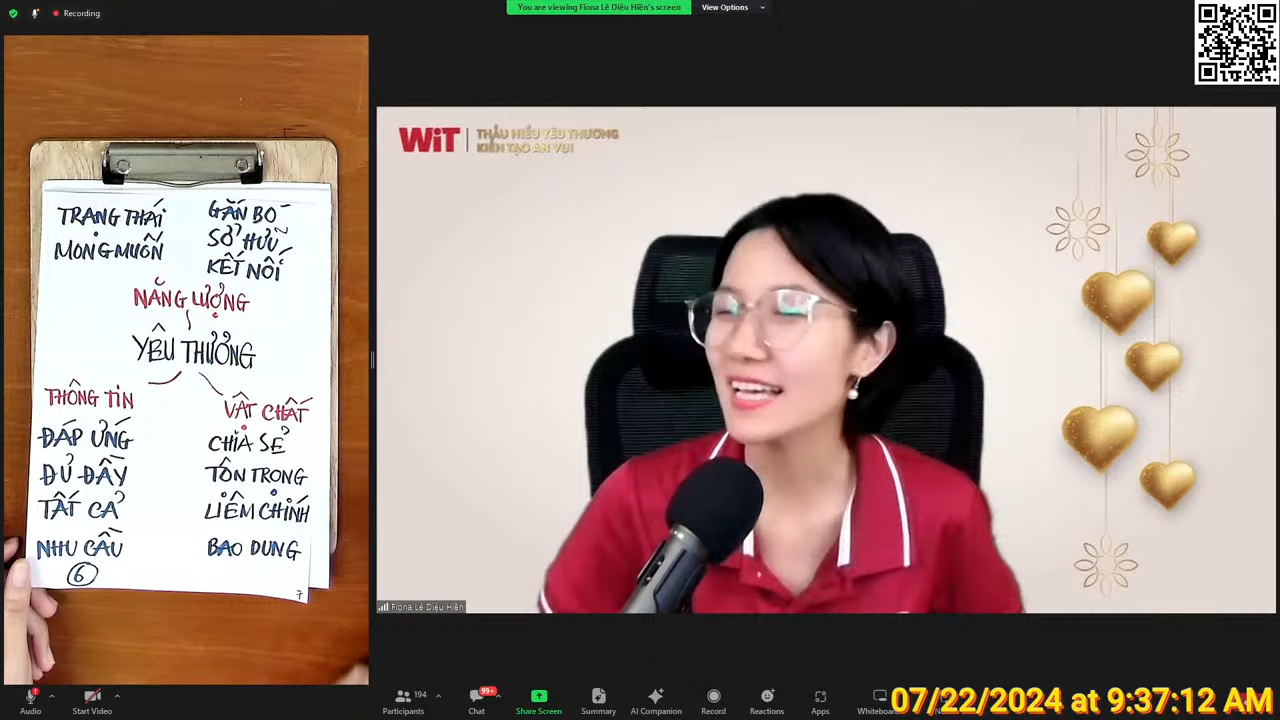 Recording
You are viewing Fiona Lê Diệu Hiền's screen
View Options
WiT
THẤU HIỂU YÊU THƯƠNG
KIẾN TẠO AN VUI
TRẠNG THÁI
MONG MUỐN
GẮN BÓ
SỞ HỮU
KẾT NỐI
NĂNG LƯỢNG
YÊU THƯƠNG
THÔNG TIN
VẬT CHẤT
ĐÁP ỨNG
ĐỦ ĐẦY
TẤT CẢ
NHU CẦU
6
CHIA SẺ
TÔN TRỌNG
LIÊM CHÍNH
BAO DUNG
7
Fiona Lê Diệu Hiền
Audio
Start Video
Participants
194
Chat
99+
Share Screen
Summary
AI Companion
Record
Reactions
Apps
07/22/2024 at 9:37:12 AM